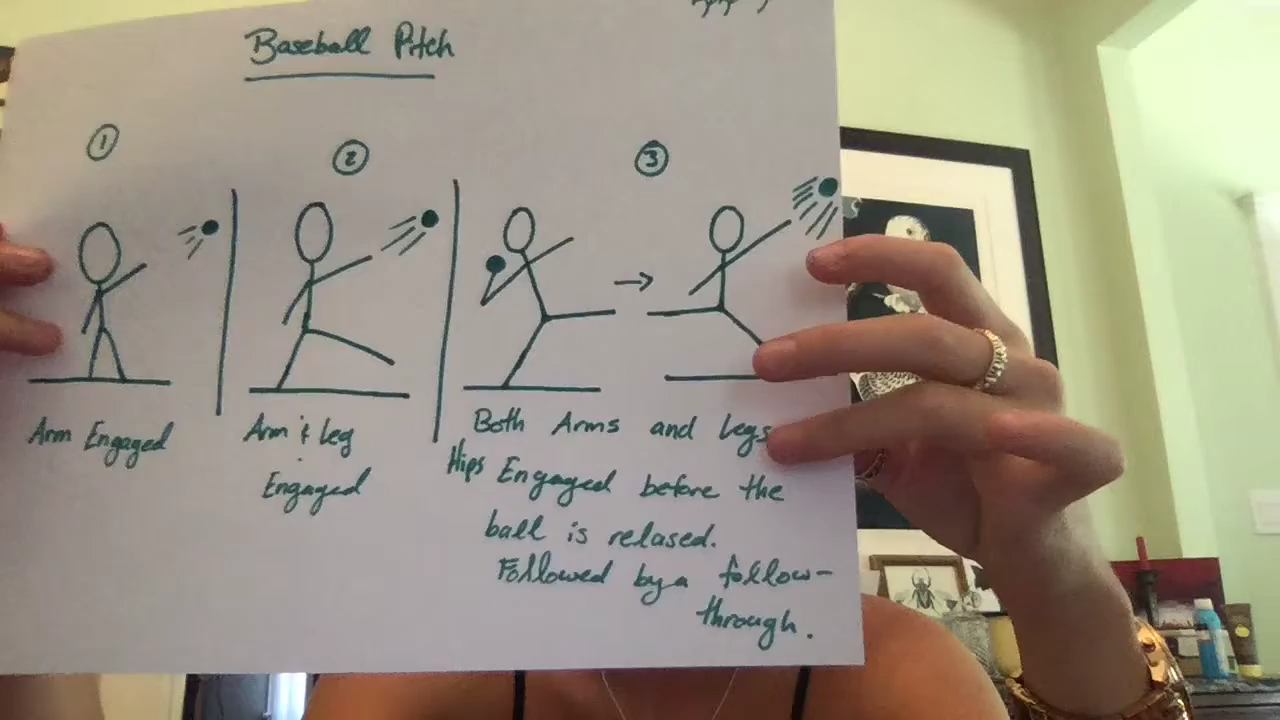 Baseball Pitch
1
Arm Engaged
2
Arm & Leg
Engaged
3
Both Arms and Legs
Hips Engaged before the
ball is relased.
Followed by a follow-
through.